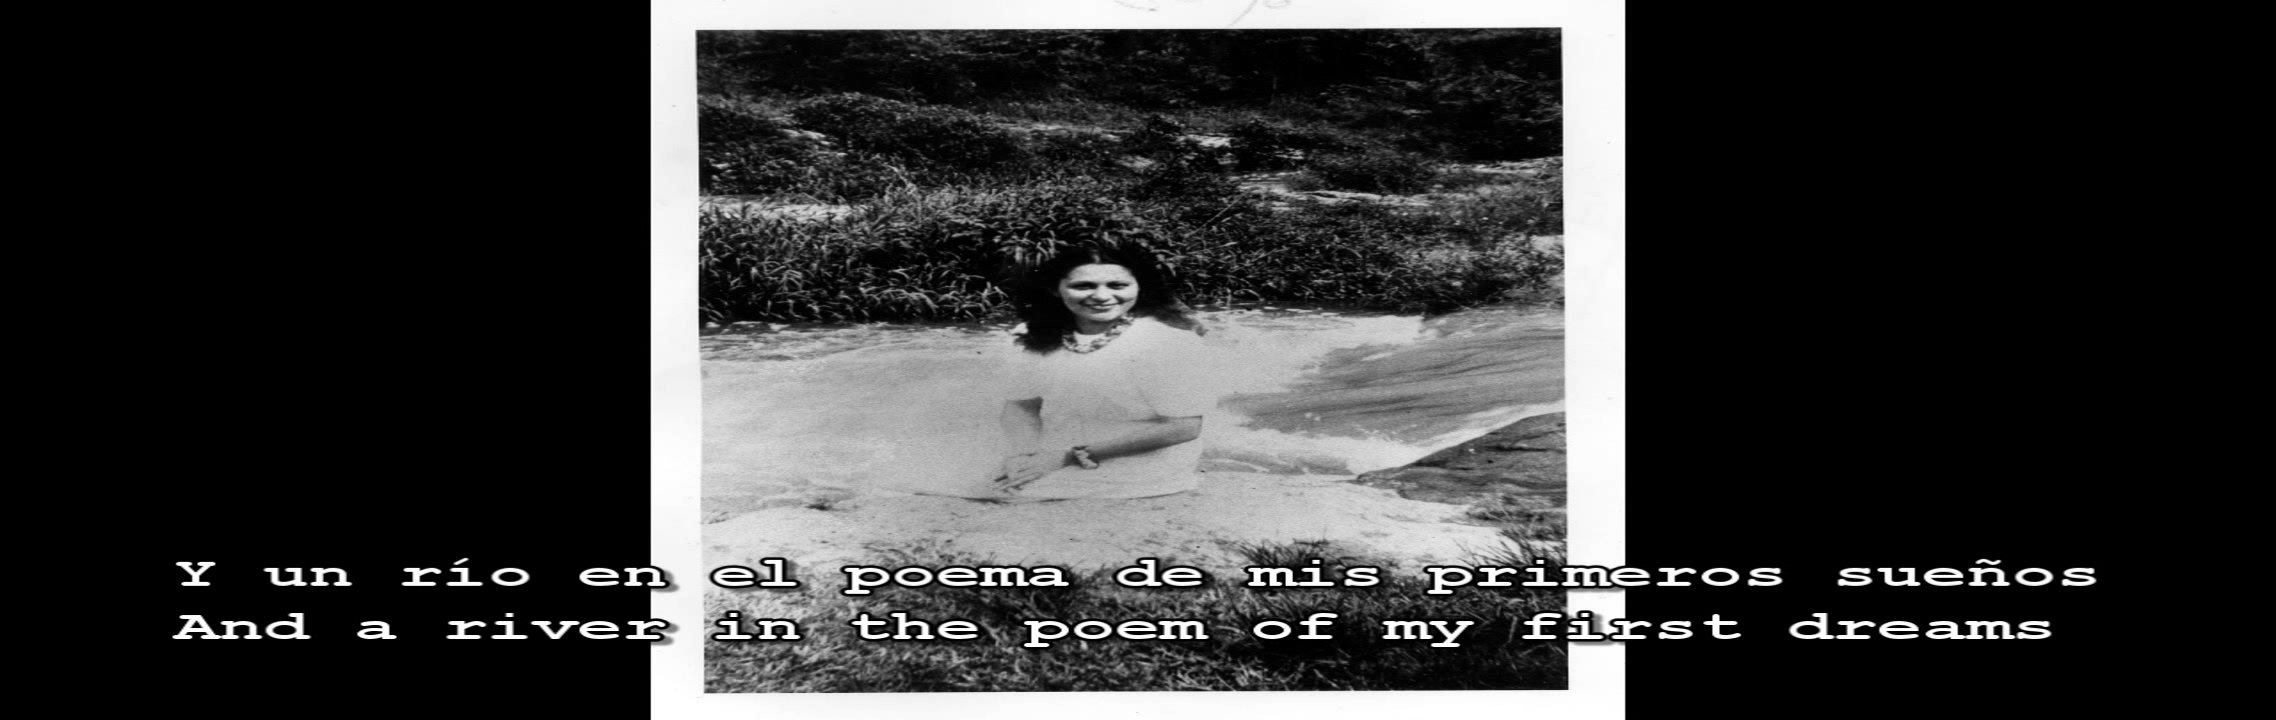 Y un río en el poema de mis primeros sueños
And a river in the poem of my first dreams